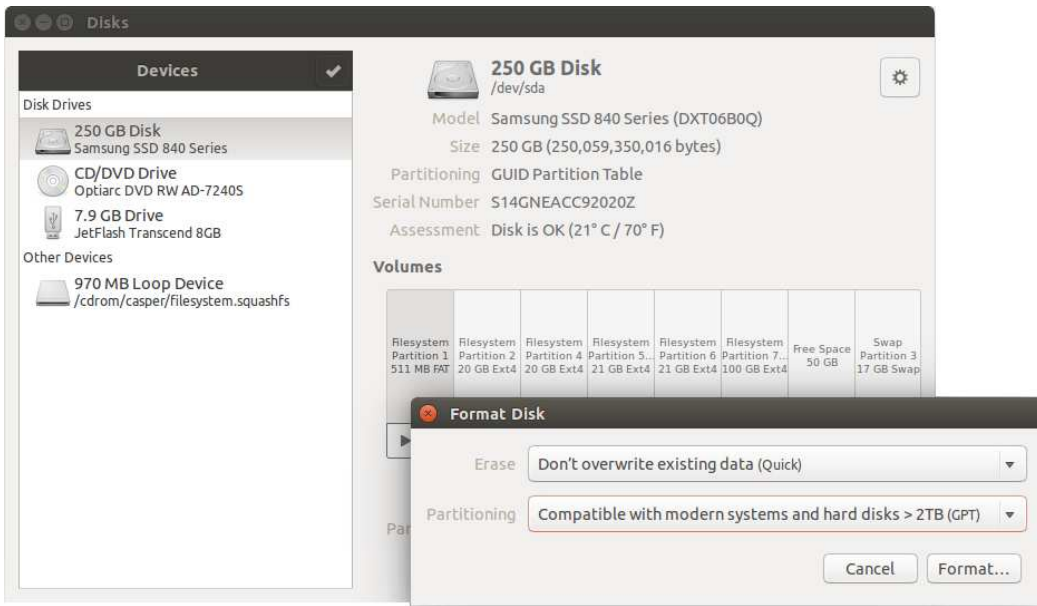 Disks
Devices
Disk Drives
250 GB Disk
Samsung SSD 840 Series
CD/DVD Drive
Optiarc DVD RW AD-7240S
7.9 GB Drive
JetFlash Transcend 8GB
Other Devices
970 MB Loop Device
/cdrom/casper/filesystem.squashfs
250 GB Disk
/dev/sda
Model Samsung SSD 840 Series (DXT06B0Q)
Size 250 GB (250,059,350,016 bytes)
Partitioning GUID Partition Table
Serial Number S14GNEACC92020Z
Assessment Disk is OK (21° C / 70° F)
Volumes
Filesystem
Partition 1
511 MB FAT
Filesystem
Partition 2
20 GB Ext4
Filesystem
Partition 4
20 GB Ext4
Filesystem
Partition 5...
21 GB Ext4
Filesystem
Partition 6
21 GB Ext4
Filesystem
Partition 7...
100 GB Ext4
Free Space
50 GB
Swap
Partition 3
17 GB Swap
Par
Format Disk
Erase Don't overwrite existing data (Quick)
Partitioning Compatible with modern systems and hard disks > 2TB (GPT)
Cancel Format...